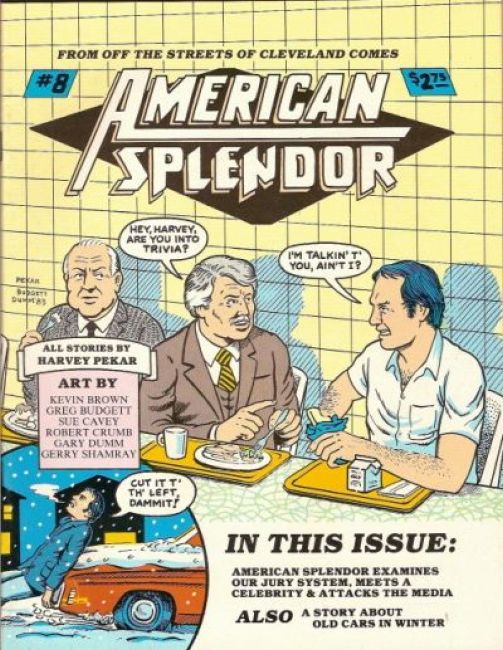 FROM OFF THE STREETS OF CLEVELAND COMES
#8
$2.75
AMERICAN
SPLENDOR
HEY, HARVEY,
ARE YOU INTO
TRIVIA?
I'M TALKIN' T'
YOU, AIN'T I?
PEKAR
BUDGETT
DUMM '83
ALL STORIES BY
HARVEY PEKAR
ART BY
KEVIN BROWN
GREG BUDGETT
SUE CAVEY
ROBERT CRUMB
GARY DUMM
GERRY SHAMRAY
CUT IT T'
TH' LEFT,
DAMMIT!
IN THIS ISSUE:
AMERICAN SPLENDOR EXAMINES
OUR JURY SYSTEM, MEETS A
CELEBRITY & ATTACKS THE MEDIA
ALSO A STORY ABOUT
OLD CARS IN WINTER